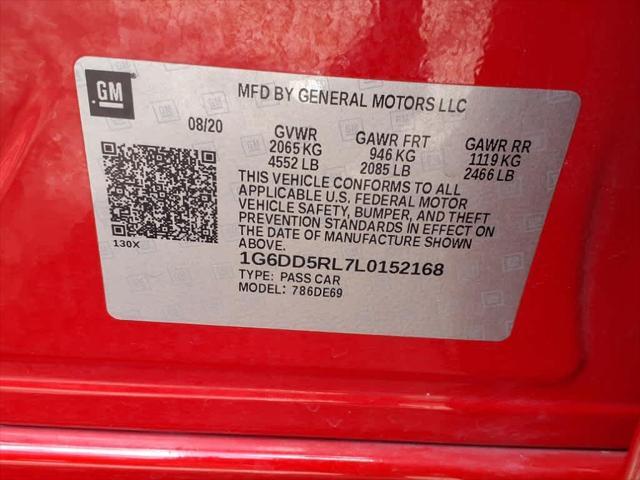 GM
MFD BY GENERAL MOTORS LLC
08/20 GVWR GAWR FRT GAWR RR
2065 KG 946 KG 1119 KG
4552 LB 2085 LB 2466 LB
THIS VEHICLE CONFORMS TO ALL
APPLICABLE U.S. FEDERAL MOTOR
VEHICLE SAFETY, BUMPER, AND THEFT
PREVENTION STANDARDS IN EFFECT ON
THE DATE OF MANUFACTURE SHOWN
ABOVE.
130X
1G6DD5RL7L0152168
TYPE: PASS CAR
MODEL: 786DE69